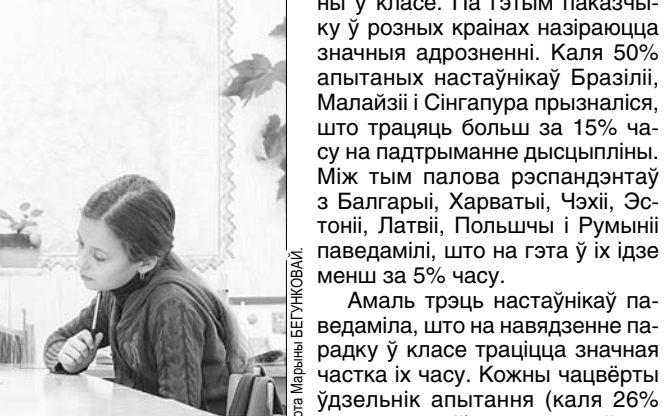 ны ў класе. Па гэтым паказчы-
ку ў розных краінах назіраюцца
значныя адрозненні. Каля 50%
апытаных настаўнікаў Бразіліі,
Малайзіі і Сінгапура прызналіся,
што трацяць больш за 15% ча-
су на падтрыманне дысцыпліны.
Між тым палова рэспандэнтаў
з Балгарыі, Харватыі, Чэхіі, Эс-
тоніі, Латвіі, Польшчы і Румыніі
паведамілі, што на гэта ў іх ідзе
менш за 5% часу.
Амаль трэць настаўнікаў па-
ведаміла, што на навядзенне па-
радку ў класе траціцца значная
частка іх часу. Кожны чацвёрты
ўдзельнік апытання (каля 26%
Марыны БЕГУНКОВАЙ.